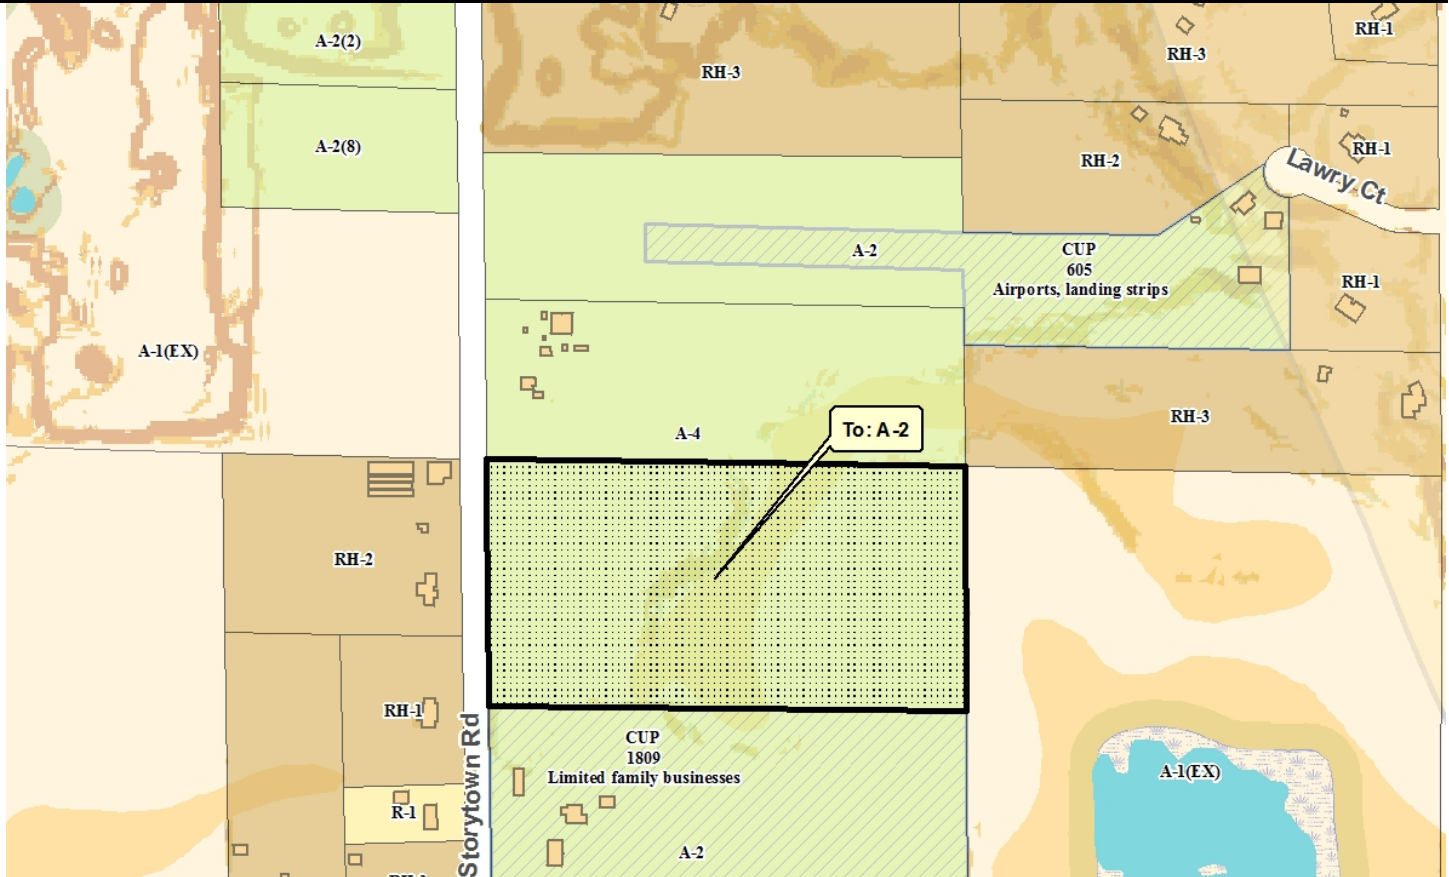 A-2(2)
RH-3
RH-3
RH-1
A-2(8)
RH-2
RH-1
Lawry Ct
A-2
CUP
605
Airports, landing strips
RH-1
A-1(EX)
A-4
To: A-2
RH-3
RH-2
RH-1
Storytown Rd
CUP
1809
Limited family businesses
A-1(EX)
R-1
A-2